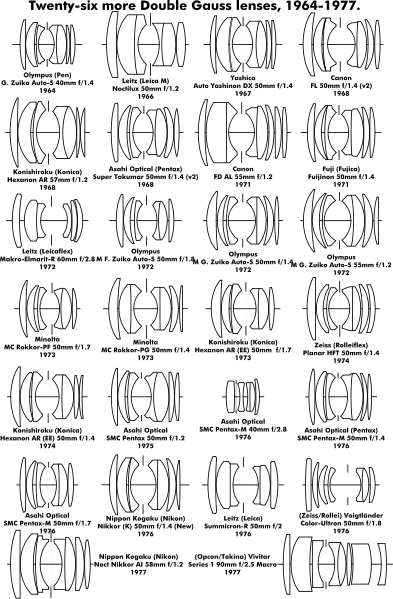 Twenty-six more Double Gauss lenses, 1964-1977.
Olympus (Pen)
G. Zuiko Auto-S 40mm f/1.4
1964
Leitz (Leica M)
Noctilux 50mm f/1.2
1966
Yashica
Auto Yashinon DX 50mm f/1.4
1967
Canon
FL 50mm f/1.4 (v2)
1968
Konishiroku (Konica)
Hexanon AR 57mm f/1.2
1968
Asahi Optical (Pentax)
Super Takumar 50mm f/1.4 (v2)
1968
Canon
FD AL 55mm f/1.2
1971
Fuji (Fujica)
Fujinon 50mm f/1.4
1971
Leitz (Leicaflex)
Makro-Elmarit-R 60mm f/2.8
1972
Olympus
M F. Zuiko Auto-S 50mm f/1.8
1972
Olympus
M G. Zuiko Auto-S 50mm f/1.4
1972
Olympus
M G. Zuiko Auto-S 55mm f/1.2
1972
Minolta
MC Rokkor-PF 50mm f/1.7
1973
Minolta
MC Rokkor-PG 50mm f/1.4
1973
Konishiroku (Konica)
Hexanon AR (EE) 50mm f/1.7
1973
Zeiss (Rolleiflex)
Planar HFT 50mm f/1.4
1974
Konishiroku (Konica)
Hexanon AR (EE) 50mm f/1.4
1974
Asahi Optical
SMC Pentax 50mm f/1.2
1975
Asahi Optical
SMC Pentax-M 40mm f/2.8
1976
Asahi Optical (Pentax)
SMC Pentax-M 50mm f/1.4
1976
Asahi Optical
SMC Pentax-M 50mm f/1.7
1976
Nippon Kogaku (Nikon)
Nikkor (K) 50mm f/1.4 (New)
1976
Leitz (Leica)
Summicron-R 50mm f/2
1976
(Zeiss/Rollei) Voigtländer
Color-Ultron 50mm f/1.8
1976
Nippon Kogaku (Nikon)
Noct Nikkor AI 58mm f/1.2
1977
(Opcon/Tokina) Vivitar
Series 1 90mm f/2.5 Macro
1977